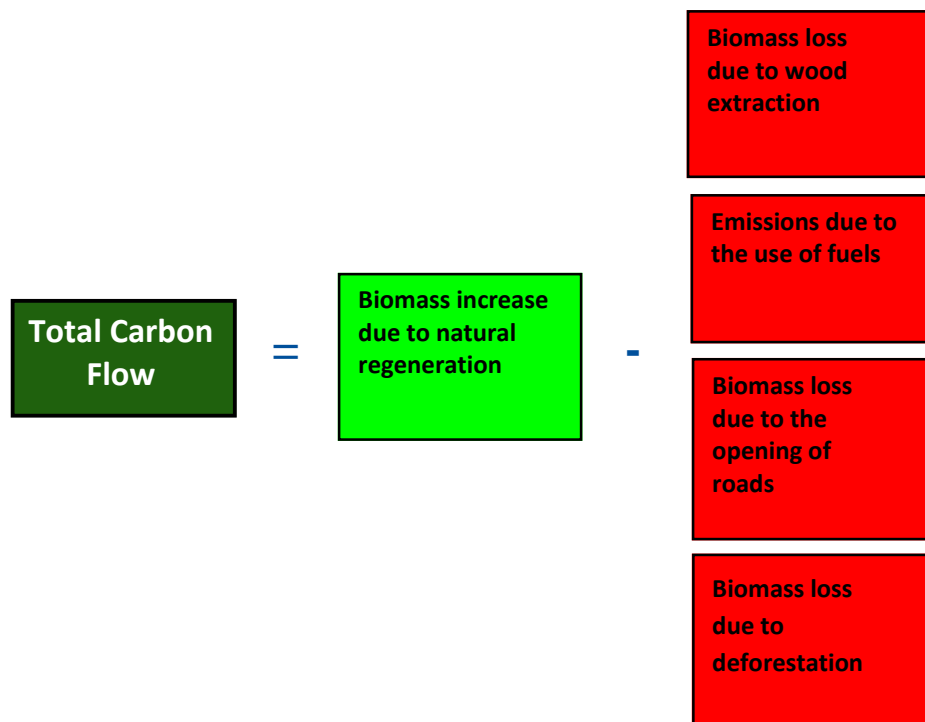 Total Carbon
Flow
=
Biomass increase
due to natural
regeneration
-
Biomass loss
due to wood
extraction
Emissions due to
the use of fuels
Biomass loss
due to the
opening of
roads
Biomass loss
due to
deforestation